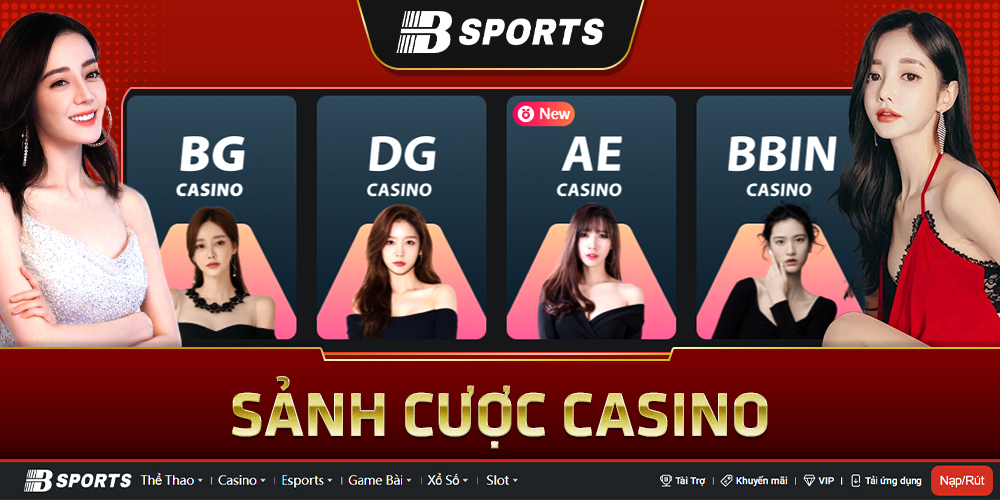 B SPORTS
New
BG
CASINO
DG
CASINO
AE
CASINO
BBIN
CASINO
SẢNH CƯỢC CASINO
B SPORTS Thể Thao Casino Esports Game Bài Xổ Số Slot Tài Trợ Khuyến mãi VIP Tải ứng dụng Nạp/Rút